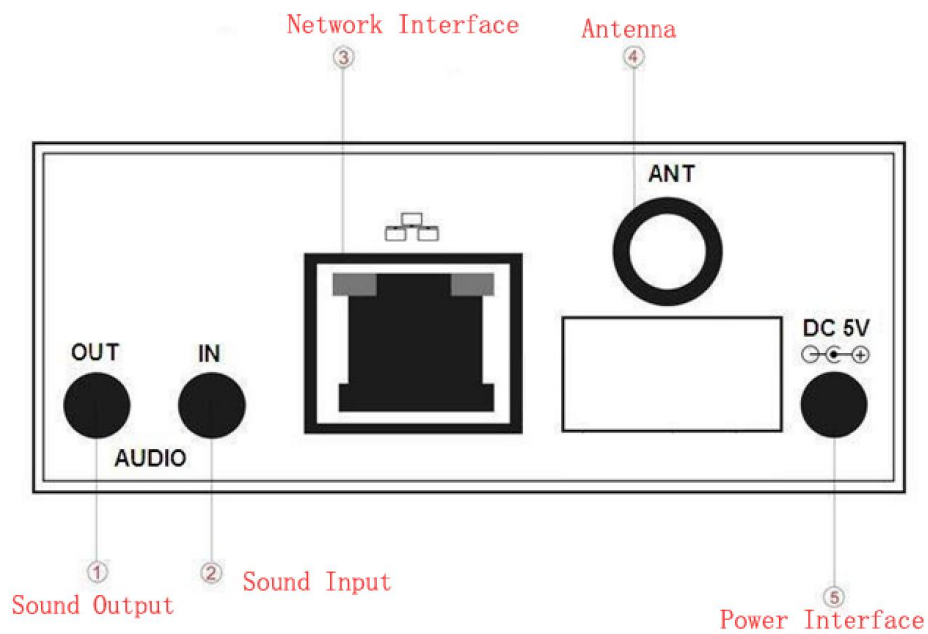 Network Interface
Antenna
③
④
ANT
DC 5V
OUT
IN
AUDIO
①
②
Sound Input
Sound Output
⑤
Power Interface